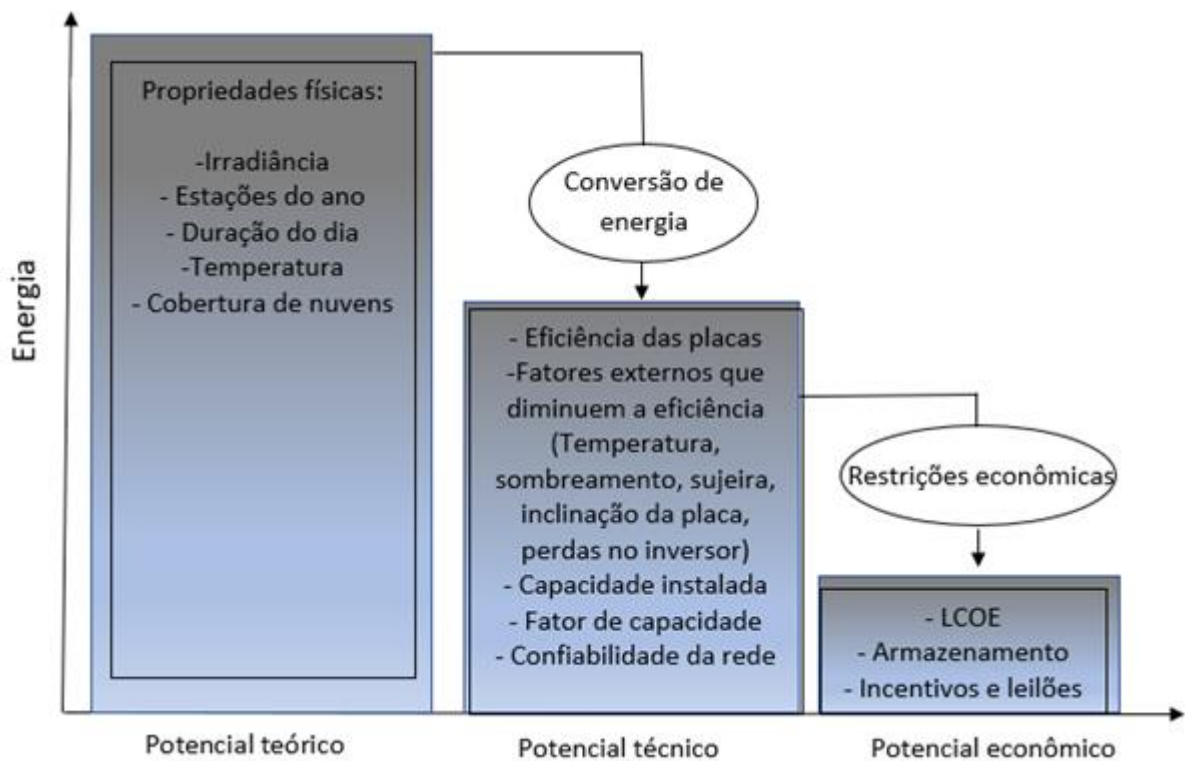 Energia
Propriedades físicas:
-Irradiância
- Estações do ano
- Duração do dia
-Temperatura
- Cobertura de nuvens
Conversão de
energia
- Eficiência das placas
-Fatores externos que
diminuem a eficiência
(Temperatura,
sombreamento, sujeira,
inclinação da placa,
perdas no inversor)
- Capacidade instalada
- Fator de capacidade
- Confiabilidade da rede
Restrições econômicas
- LCOE
- Armazenamento
- Incentivos e leilões
Potencial teórico
Potencial técnico
Potencial econômico